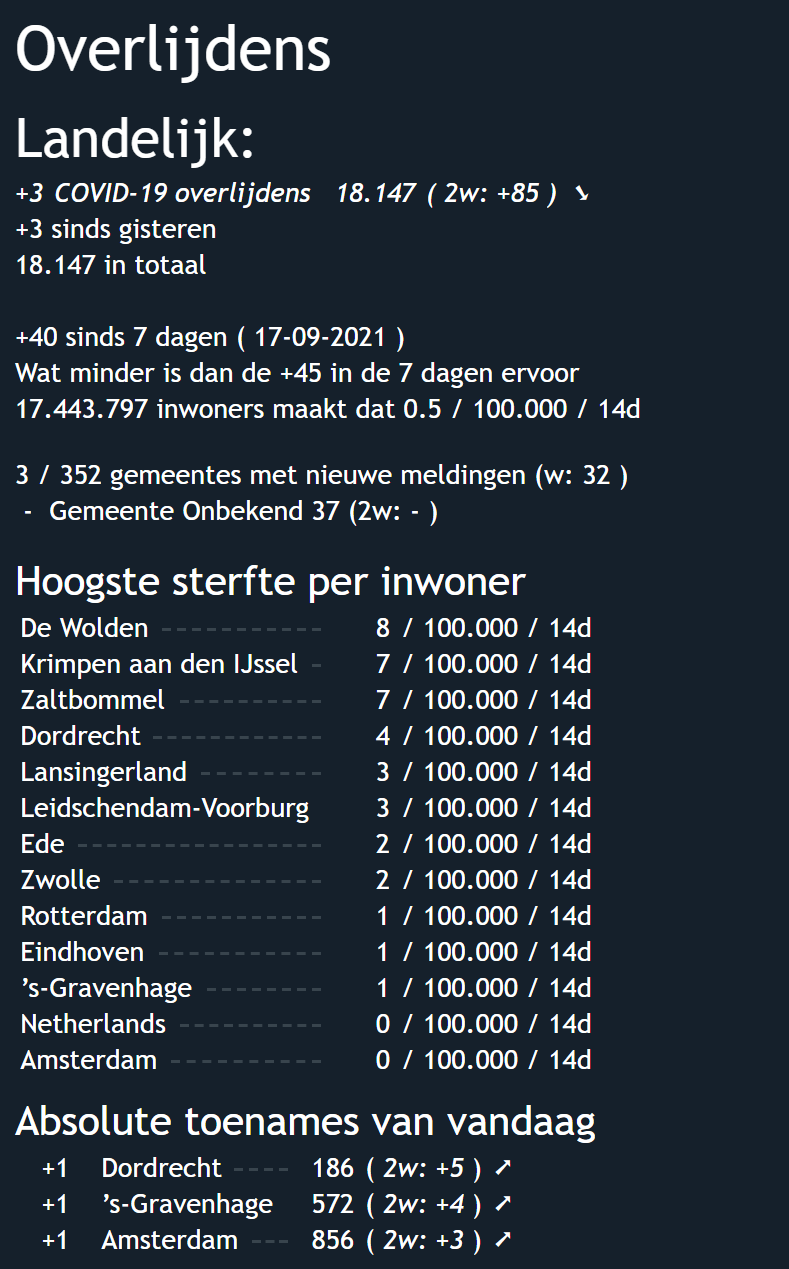 Overlijdens
Landelijk:
+3 COVID-19 overlijdens 18.147 ( 2w: +85 ) ➘
+3 sinds gisteren
18.147 in totaal
+40 sinds 7 dagen ( 17-09-2021 )
Wat minder is dan de +45 in de 7 dagen ervoor
17.443.797 inwoners maakt dat 0.5 / 100.000 / 14d
3 / 352 gemeentes met nieuwe meldingen (w: 32 )
- Gemeente Onbekend 37 (2w: - )
Hoogste sterfte per inwoner
De Wolden ----------- 8 / 100.000 / 14d
Krimpen aan den IJssel - 7 / 100.000 / 14d
Zaltbommel ---------- 7 / 100.000 / 14d
Dordrecht ------------ 4 / 100.000 / 14d
Lansingerland -------- 3 / 100.000 / 14d
Leidschendam-Voorburg 3 / 100.000 / 14d
Ede ----------------- 2 / 100.000 / 14d
Zwolle --------------- 2 / 100.000 / 14d
Rotterdam ----------- 1 / 100.000 / 14d
Eindhoven ----------- 1 / 100.000 / 14d
’s-Gravenhage -------- 1 / 100.000 / 14d
Netherlands ---------- 0 / 100.000 / 14d
Amsterdam ----------- 0 / 100.000 / 14d
Absolute toenames van vandaag
+1 Dordrecht ---- 186 ( 2w: +5 ) ➚
+1 ’s-Gravenhage 572 ( 2w: +4 ) ➚
+1 Amsterdam --- 856 ( 2w: +3 ) ➚